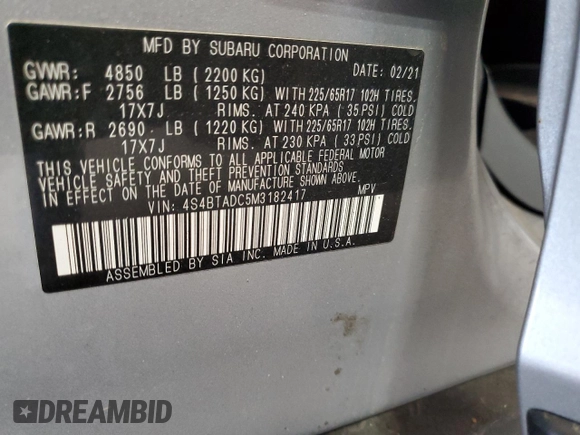 MFD BY SUBARU CORPORATION
GVWR: 4850 LB ( 2200 KG) DATE: 02/21
GAWR:F 2756 LB ( 1250 KG) WITH 225/65R17 102H TIRES.
17X7J RIMS. AT 240 KPA ( 35 PSI) COLD
GAWR:R 2690 LB ( 1220 KG) WITH 225/65R17 102H TIRES.
17X7J RIMS. AT 230 KPA ( 33 PSI) COLD
THIS VEHICLE CONFORMS TO ALL APPLICABLE FEDERAL MOTOR
VEHICLE SAFETY AND THEFT PREVENTION STANDARDS
IN EFFECT ON THE DATE OF MANUFACTURE SHOWN ABOVE.
VIN: 4S4BTADC5M3182417 MPV
ASSEMBLED BY SIA INC. MADE IN U.S.A.
DREAMBID